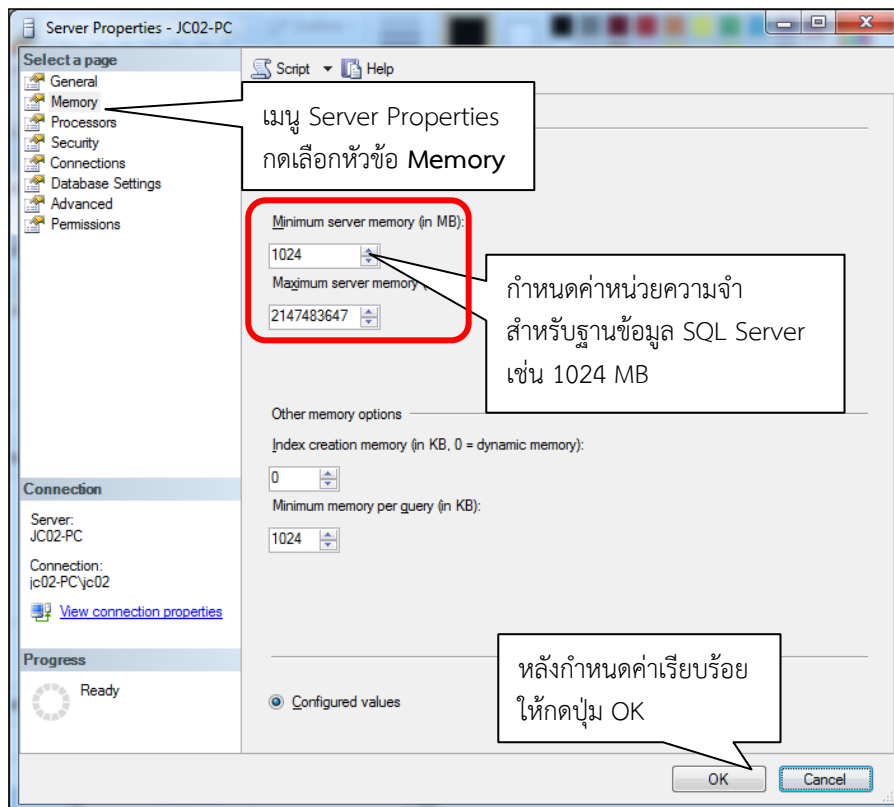 Server Properties - JC02-PC
Select a page
General
Memory
Processors
Security
Connections
Database Settings
Advanced
Permissions
Script
Help
เมนู Server Properties
กดเลือกหัวข้อ Memory
Minimum server memory (in MB):
1024
Maximum server memory (
2147483647
กำหนดค่าหน่วยความจำ
สำหรับฐานข้อมูล SQL Server
เช่น 1024 MB
Other memory options
Index creation memory (in KB, 0 = dynamic memory):
0
Minimum memory per query (in KB):
1024
Connection
Server:
JC02-PC
Connection:
jc02-PC\jc02
View connection properties
Progress
Ready
Configured values
หลังกำหนดค่าเรียบร้อย
ให้กดปุ่ม OK
OK
Cancel